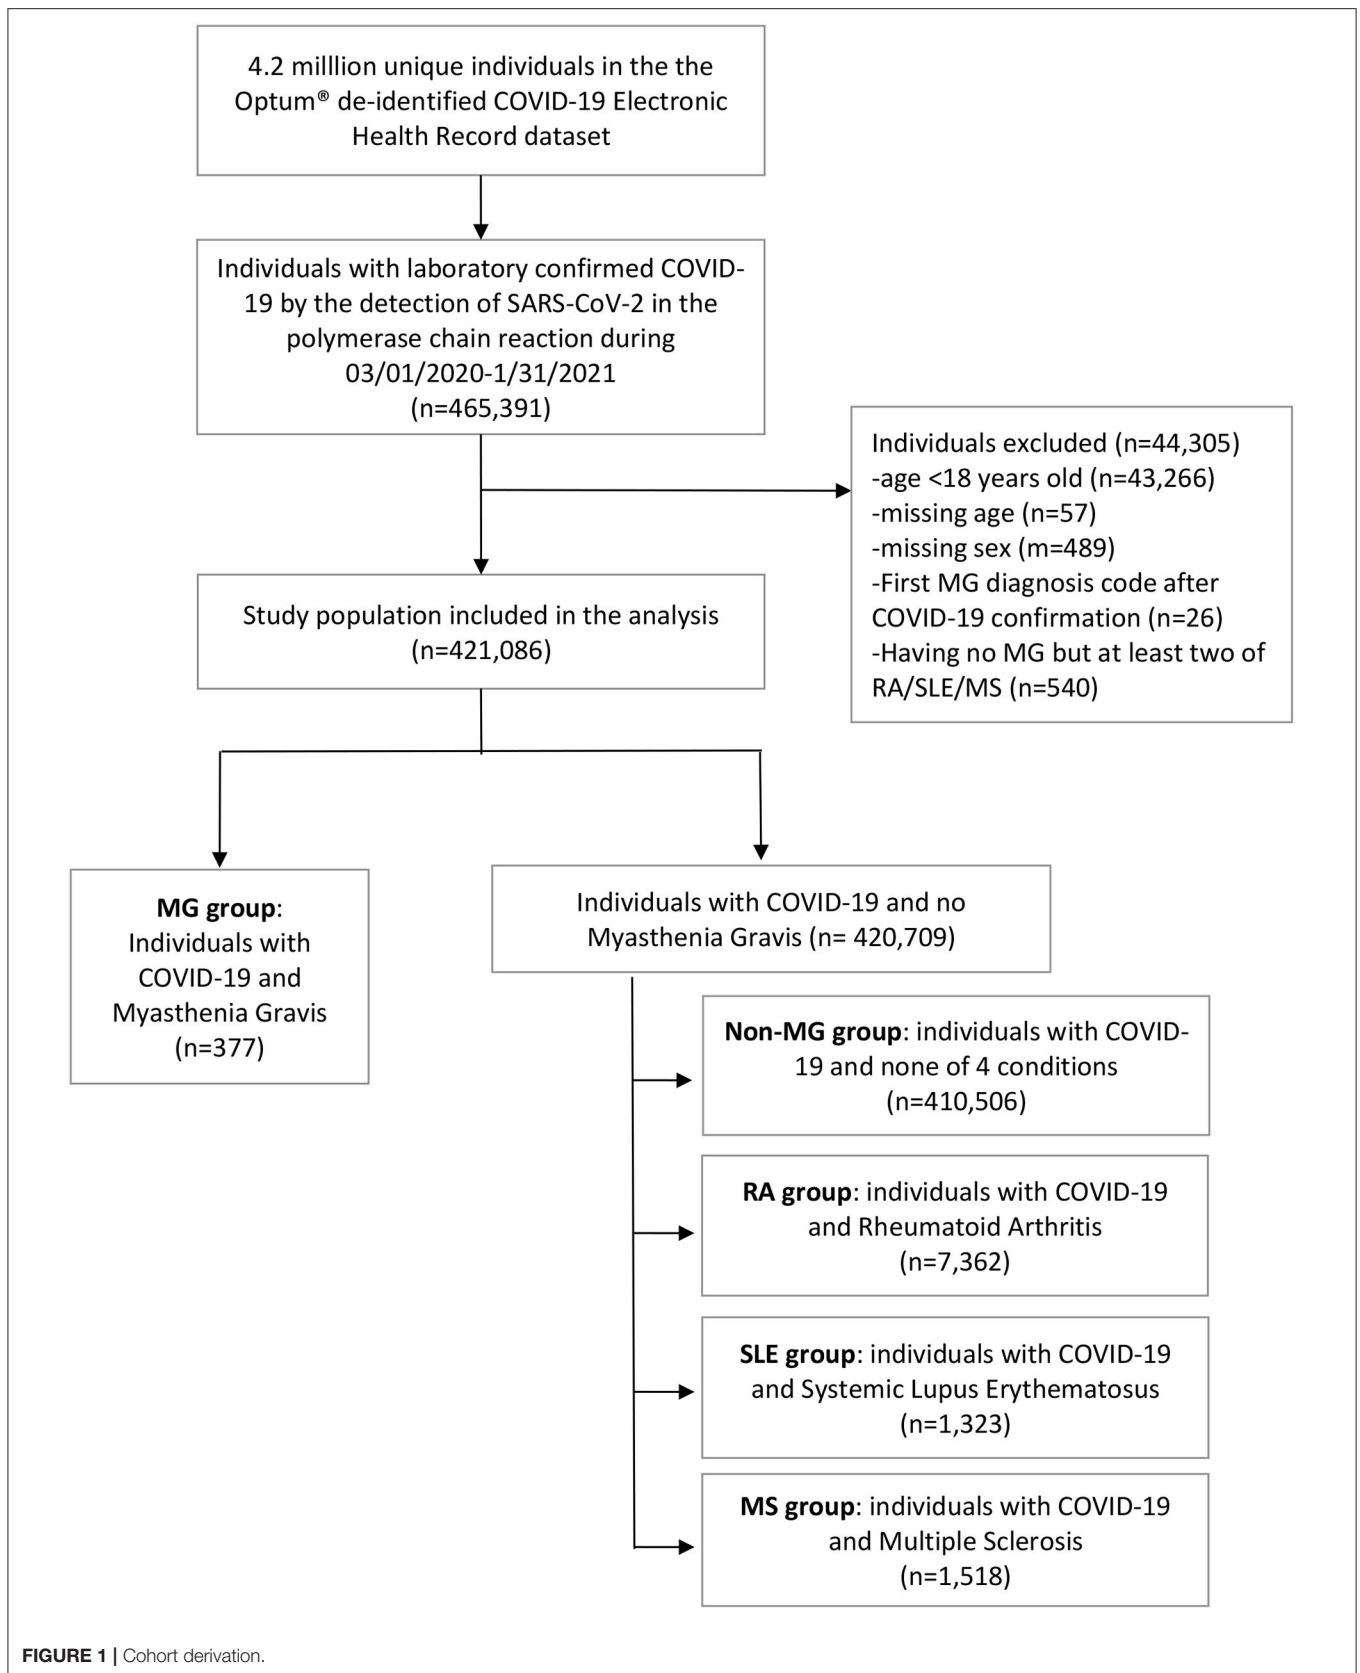 4.2 milllion unique individuals in the the
Optum® de-identified COVID-19 Electronic
Health Record dataset
Individuals with laboratory confirmed COVID-
19 by the detection of SARS-CoV-2 in the
polymerase chain reaction during
03/01/2020-1/31/2021
(n=465,391)
Individuals excluded (n=44,305)
-age <18 years old (n=43,266)
-missing age (n=57)
-missing sex (m=489)
-First MG diagnosis code after
COVID-19 confirmation (n=26)
-Having no MG but at least two of
RA/SLE/MS (n=540)
Study population included in the analysis
(n=421,086)
MG group:
Individuals with
COVID-19 and
Myasthenia Gravis
(n=377)
Individuals with COVID-19 and no
Myasthenia Gravis (n= 420,709)
Non-MG group: individuals with COVID-
19 and none of 4 conditions
(n=410,506)
RA group: individuals with COVID-19
and Rheumatoid Arthritis
(n=7,362)
SLE group: individuals with COVID-19
and Systemic Lupus Erythematosus
(n=1,323)
MS group: individuals with COVID-19
and Multiple Sclerosis
(n=1,518)
FIGURE 1 | Cohort derivation.